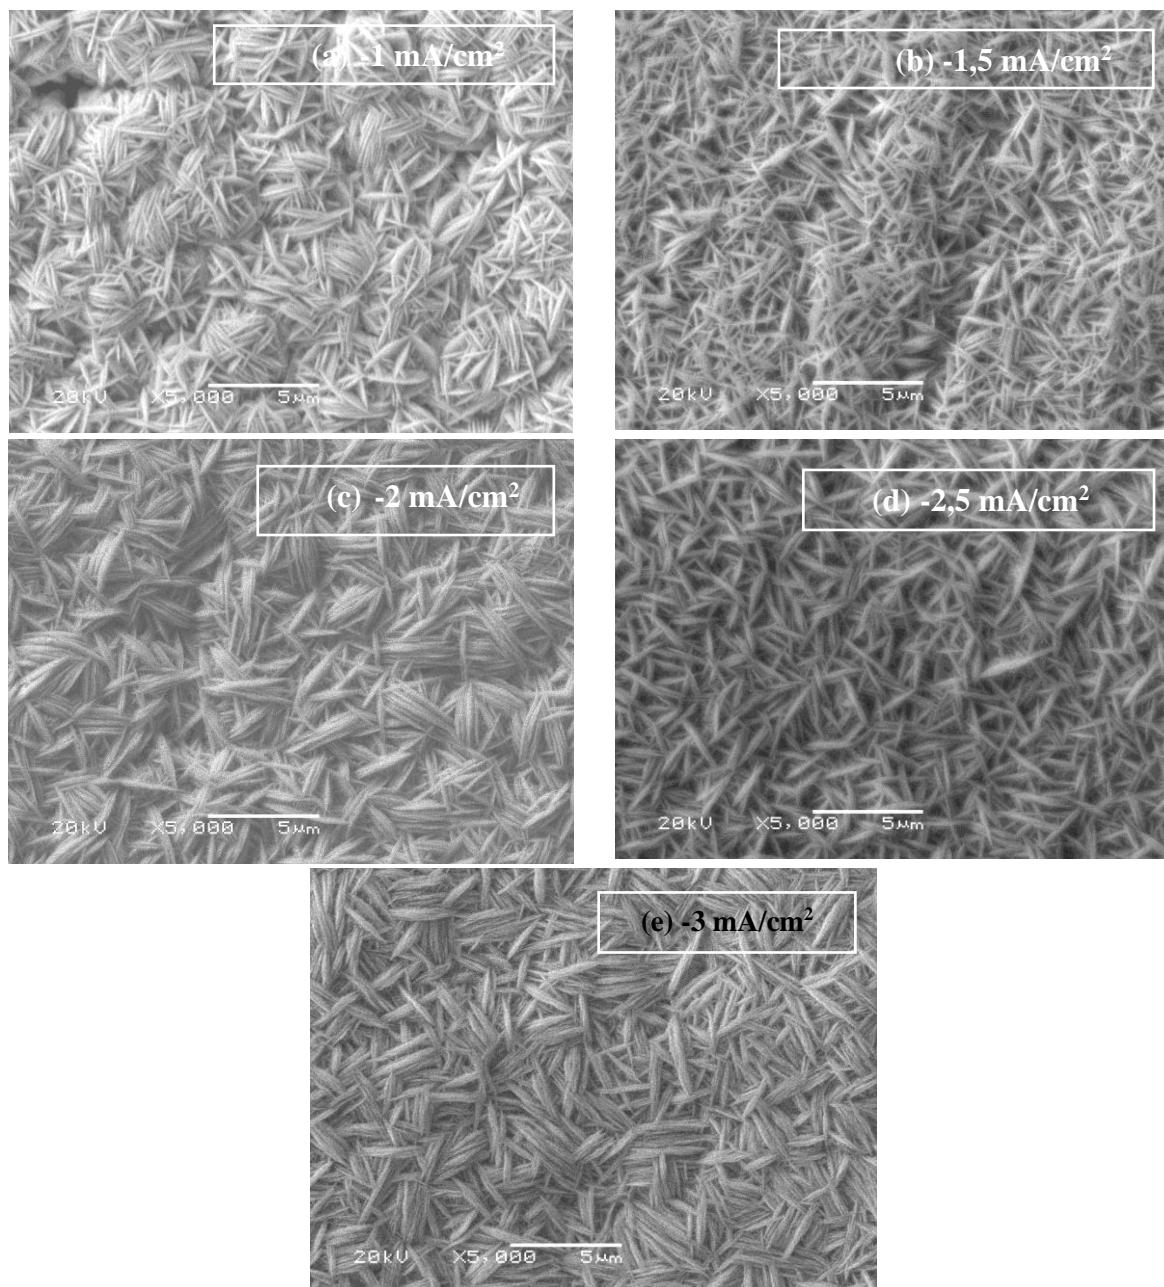 (a) -1 mA/cm²
20kV X5,000 5µm
(b) -1,5 mA/cm²
20kV X5,000 5µm
(c) -2 mA/cm²
20kV X5,000 5µm
(d) -2,5 mA/cm²
20kV X5,000 5µm
(e) -3 mA/cm²
20kV X5,000 5µm